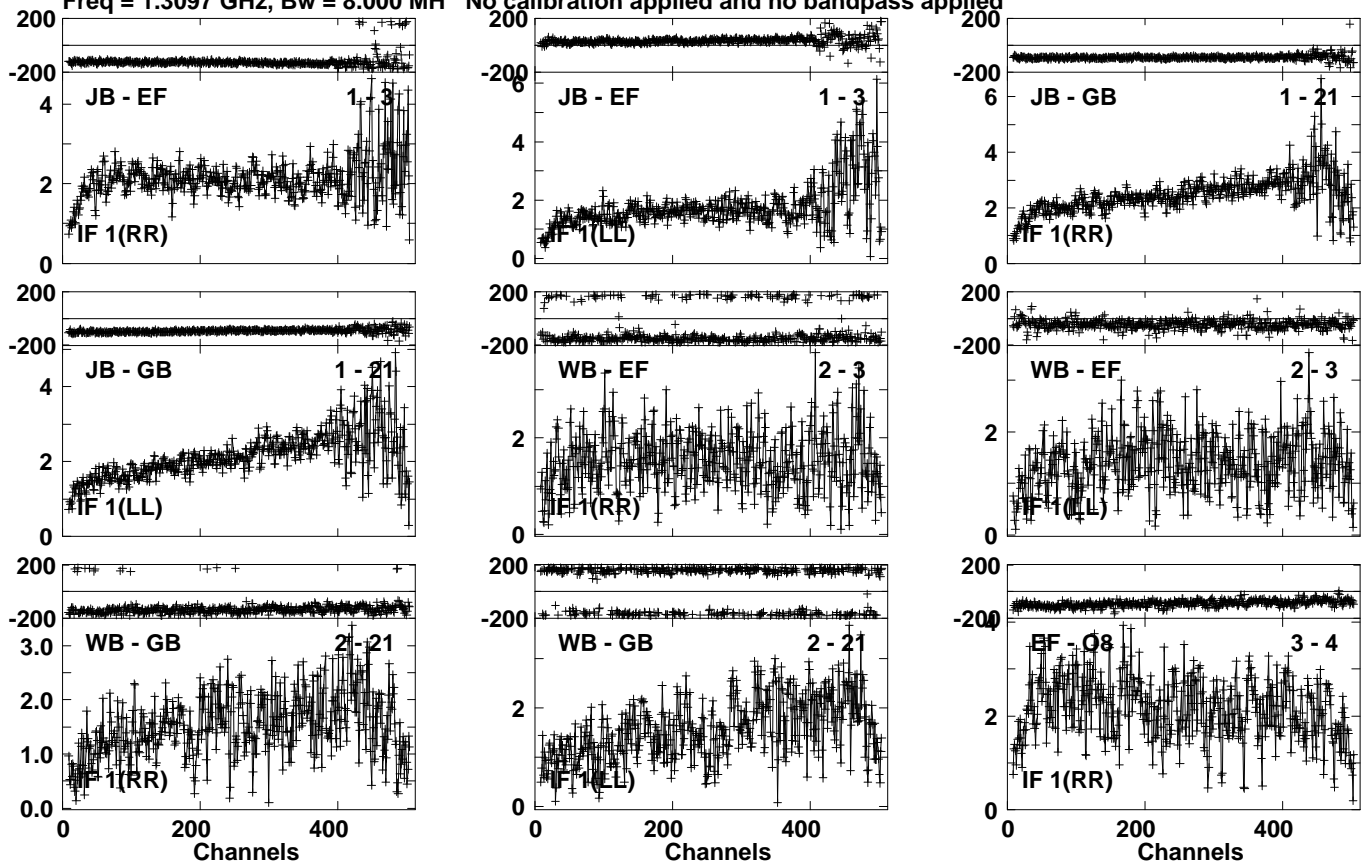 Freq = 1.3097 GHz, Bw = 8.000 MH No calibration applied and no bandpass applied
200 200 200
-200 -200 -200
JB - EF 1 - 3 JB - EF 1 - 3 JB - GB 1 - 21
6 6
4 4 4
2 2 2
IF 1(RR) IF 1(LL) IF 1(RR)
0 0 0
200 200 200
-200 -200 -200
JB - GB 1 - 21 WB - EF 2 - 3 WB - EF 2 - 3
4
2 2 2
IF 1(LL) IF 1(RR) IF 1(LL)
0 0 0
200 200 200
-200 -200 -200
4
WB - GB 2 - 21 WB - GB 2 - 21 EF - O8 3 - 4
3.0
2.0 2 2
1.0
IF 1(RR) IF 1(LL) IF 1(RR)
0.0 0 0
0 200 400 0 200 400 0 200 400
Channels Channels Channels